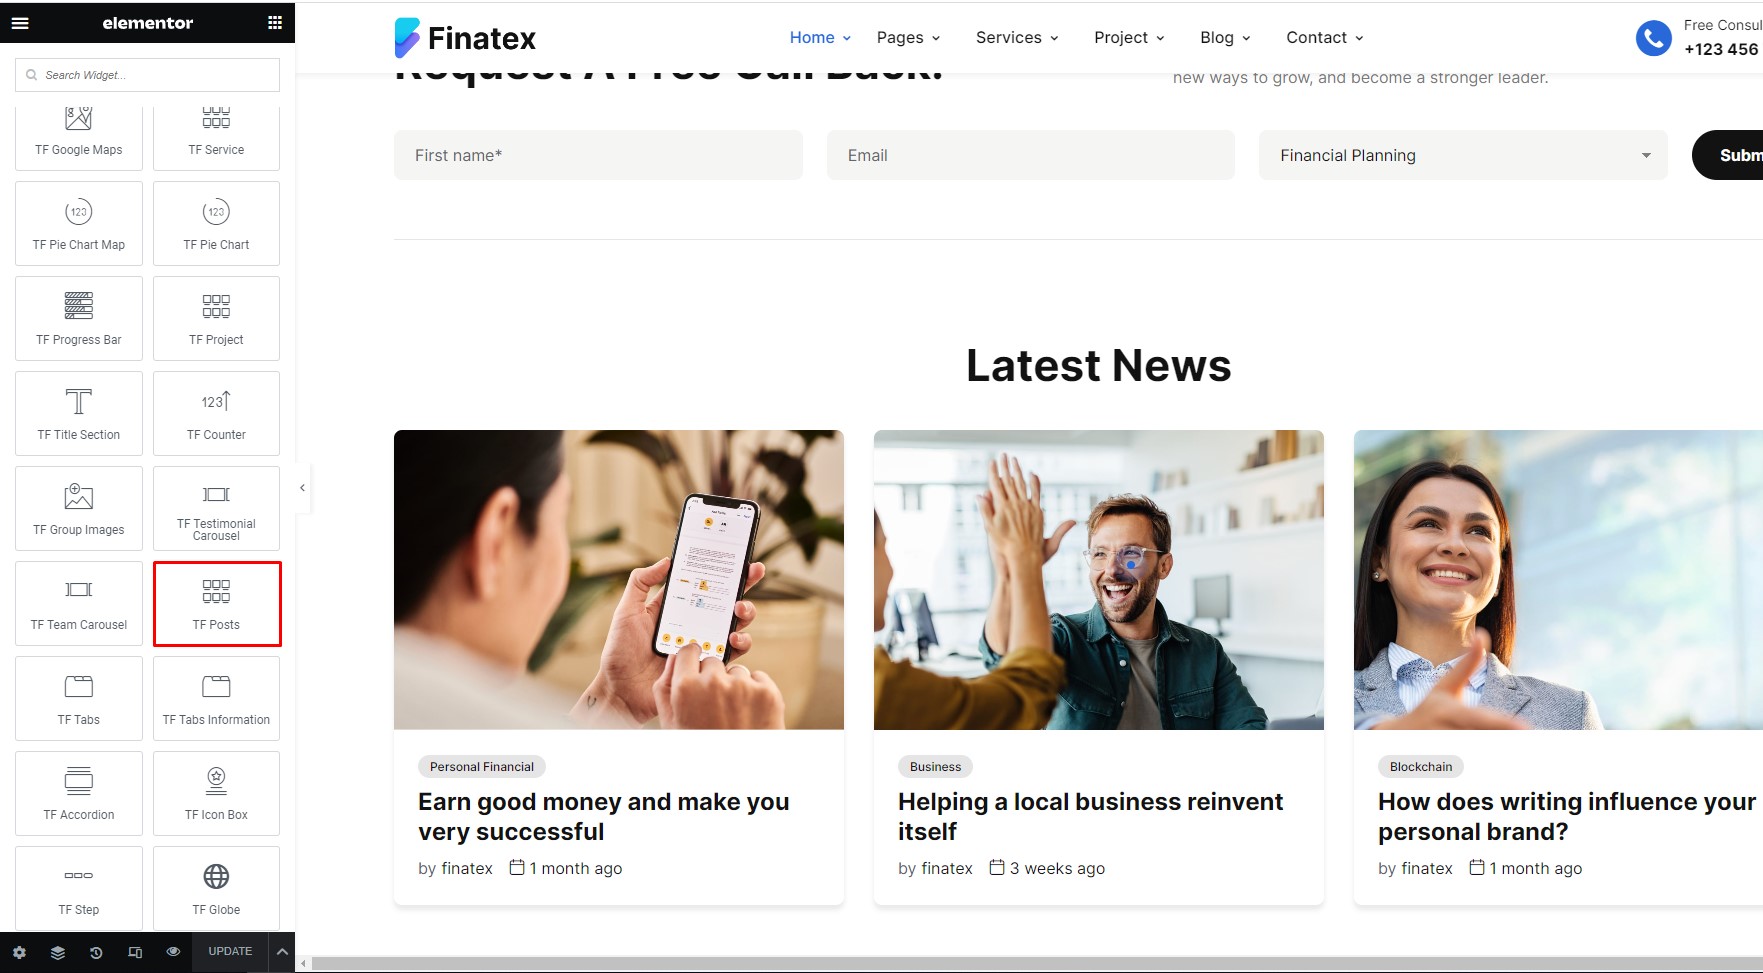 elementor
Search Widget...
TF Google Maps
TF Service
123
TF Pie Chart Map
123
TF Pie Chart
TF Progress Bar
TF Project
TF Title Section
123
TF Counter
TF Group Images
TF Testimonial
Carousel
TF Team Carousel
TF Posts
TF Tabs
TF Tabs Information
TF Accordion
TF Icon Box
TF Step
TF Globe
UPDATE
Finatex
Home
Pages
Services
Project
Blog
Contact
Free Consul
+123 456
Request A Free Call Back!
new ways to grow, and become a stronger leader.
First name*
Email
Financial Planning
Subm
Latest News
Personal Financial
Earn good money and make you
very successful
by finatex 1 month ago
Business
Helping a local business reinvent
itself
by finatex 3 weeks ago
Blockchain
How does writing influence your
personal brand?
by finatex 1 month ago